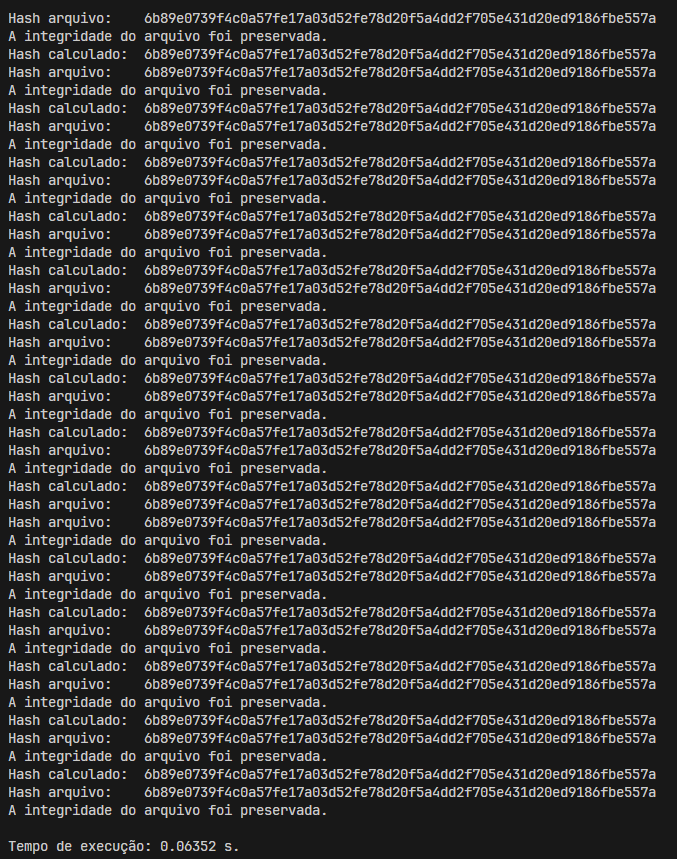 Hash arquivo:    6b89e0739f4c0a57fe17a03d52fe78d20f5a4dd2f705e431d20ed9186fbe557a
A integridade do arquivo foi preservada.
Hash calculado:  6b89e0739f4c0a57fe17a03d52fe78d20f5a4dd2f705e431d20ed9186fbe557a
Hash arquivo:    6b89e0739f4c0a57fe17a03d52fe78d20f5a4dd2f705e431d20ed9186fbe557a
A integridade do arquivo foi preservada.
Hash calculado:  6b89e0739f4c0a57fe17a03d52fe78d20f5a4dd2f705e431d20ed9186fbe557a
Hash arquivo:    6b89e0739f4c0a57fe17a03d52fe78d20f5a4dd2f705e431d20ed9186fbe557a
A integridade do arquivo foi preservada.
Hash calculado:  6b89e0739f4c0a57fe17a03d52fe78d20f5a4dd2f705e431d20ed9186fbe557a
Hash arquivo:    6b89e0739f4c0a57fe17a03d52fe78d20f5a4dd2f705e431d20ed9186fbe557a
A integridade do arquivo foi preservada.
Hash calculado:  6b89e0739f4c0a57fe17a03d52fe78d20f5a4dd2f705e431d20ed9186fbe557a
Hash arquivo:    6b89e0739f4c0a57fe17a03d52fe78d20f5a4dd2f705e431d20ed9186fbe557a
A integridade do arquivo foi preservada.
Hash calculado:  6b89e0739f4c0a57fe17a03d52fe78d20f5a4dd2f705e431d20ed9186fbe557a
Hash arquivo:    6b89e0739f4c0a57fe17a03d52fe78d20f5a4dd2f705e431d20ed9186fbe557a
A integridade do arquivo foi preservada.
Hash calculado:  6b89e0739f4c0a57fe17a03d52fe78d20f5a4dd2f705e431d20ed9186fbe557a
Hash arquivo:    6b89e0739f4c0a57fe17a03d52fe78d20f5a4dd2f705e431d20ed9186fbe557a
A integridade do arquivo foi preservada.
Hash calculado:  6b89e0739f4c0a57fe17a03d52fe78d20f5a4dd2f705e431d20ed9186fbe557a
Hash arquivo:    6b89e0739f4c0a57fe17a03d52fe78d20f5a4dd2f705e431d20ed9186fbe557a
A integridade do arquivo foi preservada.
Hash calculado:  6b89e0739f4c0a57fe17a03d52fe78d20f5a4dd2f705e431d20ed9186fbe557a
Hash arquivo:    6b89e0739f4c0a57fe17a03d52fe78d20f5a4dd2f705e431d20ed9186fbe557a
A integridade do arquivo foi preservada.
Hash calculado:  6b89e0739f4c0a57fe17a03d52fe78d20f5a4dd2f705e431d20ed9186fbe557a
Hash arquivo:    6b89e0739f4c0a57fe17a03d52fe78d20f5a4dd2f705e431d20ed9186fbe557a
Hash arquivo:    6b89e0739f4c0a57fe17a03d52fe78d20f5a4dd2f705e431d20ed9186fbe557a
A integridade do arquivo foi preservada.
Hash calculado:  6b89e0739f4c0a57fe17a03d52fe78d20f5a4dd2f705e431d20ed9186fbe557a
Hash arquivo:    6b89e0739f4c0a57fe17a03d52fe78d20f5a4dd2f705e431d20ed9186fbe557a
A integridade do arquivo foi preservada.
Hash calculado:  6b89e0739f4c0a57fe17a03d52fe78d20f5a4dd2f705e431d20ed9186fbe557a
Hash arquivo:    6b89e0739f4c0a57fe17a03d52fe78d20f5a4dd2f705e431d20ed9186fbe557a
A integridade do arquivo foi preservada.
Hash calculado:  6b89e0739f4c0a57fe17a03d52fe78d20f5a4dd2f705e431d20ed9186fbe557a
Hash arquivo:    6b89e0739f4c0a57fe17a03d52fe78d20f5a4dd2f705e431d20ed9186fbe557a
A integridade do arquivo foi preservada.
Hash calculado:  6b89e0739f4c0a57fe17a03d52fe78d20f5a4dd2f705e431d20ed9186fbe557a
Hash arquivo:    6b89e0739f4c0a57fe17a03d52fe78d20f5a4dd2f705e431d20ed9186fbe557a
A integridade do arquivo foi preservada.
Hash calculado:  6b89e0739f4c0a57fe17a03d52fe78d20f5a4dd2f705e431d20ed9186fbe557a
Hash arquivo:    6b89e0739f4c0a57fe17a03d52fe78d20f5a4dd2f705e431d20ed9186fbe557a
A integridade do arquivo foi preservada.

Tempo de execução: 0.06352 s.